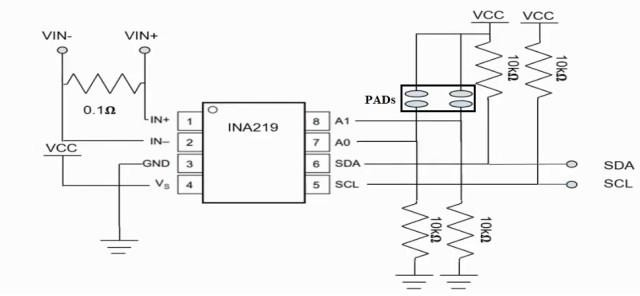 VCC VCC
VIN- VIN+
10kΩ 10kΩ
PADs
0.1Ω
IN+ 1 INA219 8 A1
IN– 2 7 A0
VCC
GND 3 6 SDA SDA
VS 4 5 SCL SCL
10kΩ 10kΩ